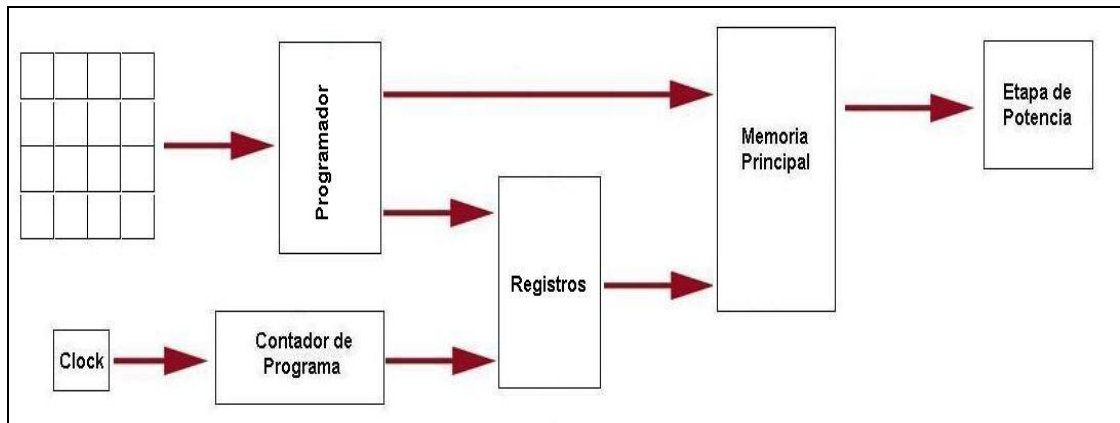 Programador
Memoria
Principal
Etapa de
Potencia
Registros
Clock
Contador de
Programa